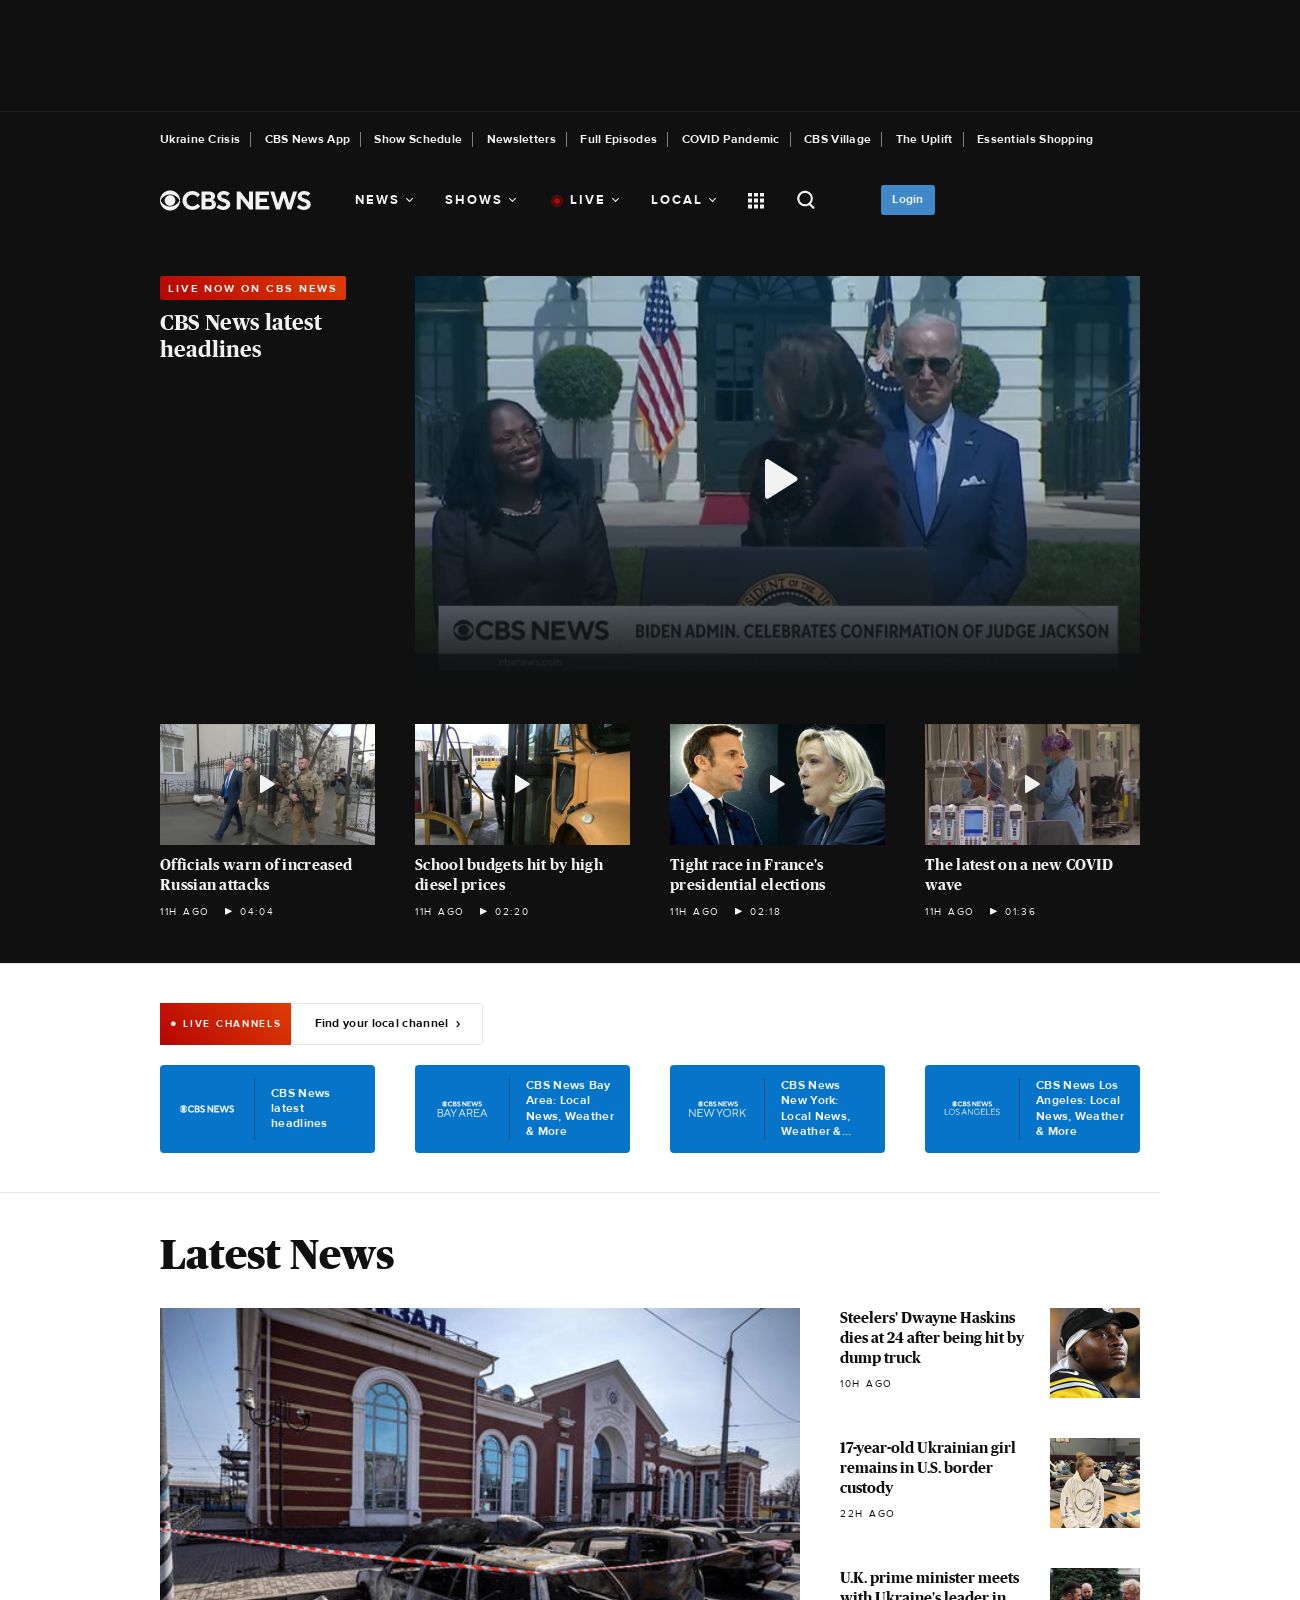 Ukraine Crisis
CBS News App
Show Schedule
Newsletters
Full Episodes
COVID Pandemic
CBS Village
The Uplift
Essentials Shopping
CBS NEWS
NEWS
SHOWS
LIVE
LOCAL
Login
LIVE NOW ON CBS NEWS
CBS News latest
headlines
PRESIDENT OF THE UNI
CBS NEWS BIDEN ADMIN. CELEBRATES CONFIRMATION OF JUDGE JACKSON
cbsnews.com
Officials warn of increased
Russian attacks
11H AGO 04:04
School budgets hit by high
diesel prices
11H AGO 02:20
Tight race in France's
presidential elections
11H AGO 02:18
The latest on a new COVID
wave
11H AGO 01:36
LIVE CHANNELS
Find your local channel ›
CBS NEWS
CBS News
latest
headlines
CBS NEWS
BAY AREA
CBS News Bay
Area: Local
News, Weather
& More
CBS NEWS
NEW YORK
CBS News
New York:
Local News,
Weather &...
CBS NEWS
LOS ANGELES
CBS News Los
Angeles: Local
News, Weather
& More
Latest News
Steelers' Dwayne Haskins
dies at 24 after being hit by
dump truck
10H AGO
17-year-old Ukrainian girl
remains in U.S. border
custody
22H AGO
U.K. prime minister meets
with Ukraine's leader in